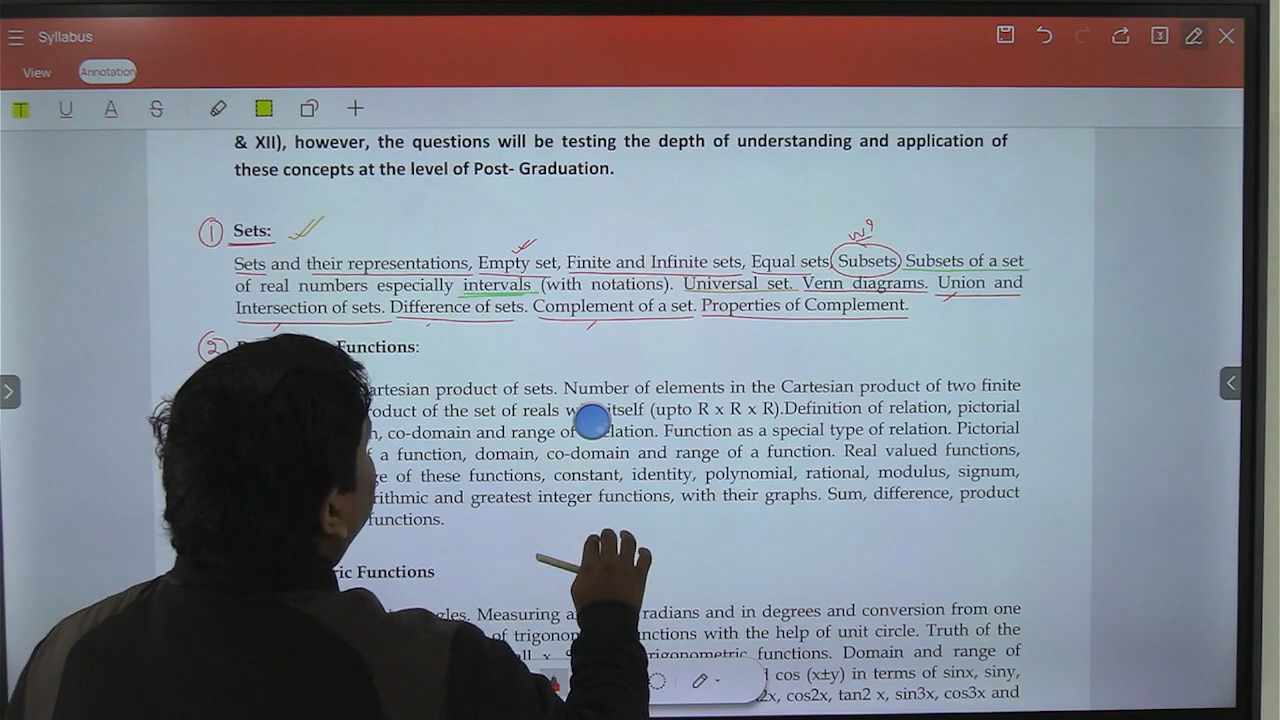 Syllabus
3
View
Annotation
T U A S
& XII), however, the questions will be testing the depth of understanding and application of
these concepts at the level of Post- Graduation.
1 Sets:
Sets and their representations, Empty set, Finite and Infinite sets, Equal sets, Subsets Subsets of a set
of real numbers especially intervals (with notations). Universal set. Venn diagrams. Union and
Intersection of sets. Difference of sets. Complement of a set. Properties of Complement.
2 Functions:
artesian product of sets. Number of elements in the Cartesian product of two finite
oduct of the set of reals itself (upto R x R x R).Definition of relation, pictorial
, co-domain and range of lation. Function as a special type of relation. Pictorial
a function, domain, co-domain and range of a function. Real valued functions,
ge of these functions, constant, identity, polynomial, rational, modulus, signum,
rithmic and greatest integer functions, with their graphs. Sum, difference, product
functions.
ic Functions
gles. Measuring radians and in degrees and conversion from one
of trigonom nctions with the help of unit circle. Truth of the
trigonometric functions. Domain and range of
cos (x±y) in terms of sinx, siny,
2x, cos2x, tan2 x, sin3x, cos3x and